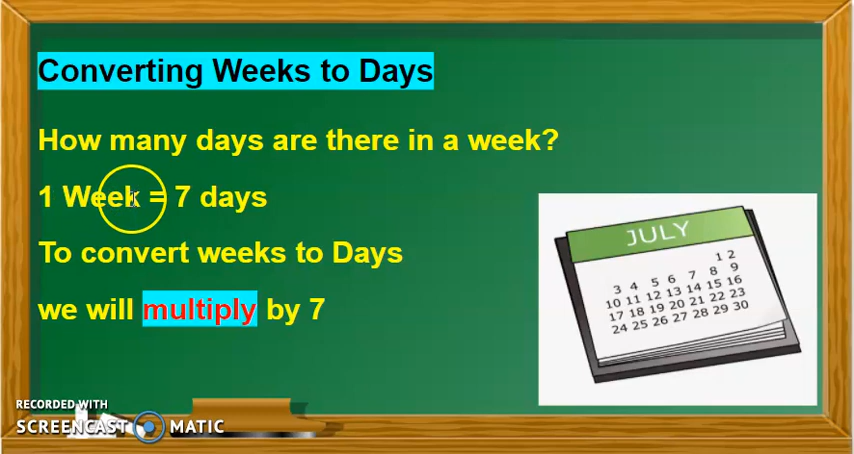 Converting Weeks to Days
How many days are there in a week?
1 Week = 7 days
To convert weeks to Days
we will multiply by 7
JULY
1 2
3 4 5 6 7 8 9
10 11 12 13 14 15 16
17 18 19 20 21 22 23
24 25 26 27 28 29 30
RECORDED WITH
SCREENCAST MATIC